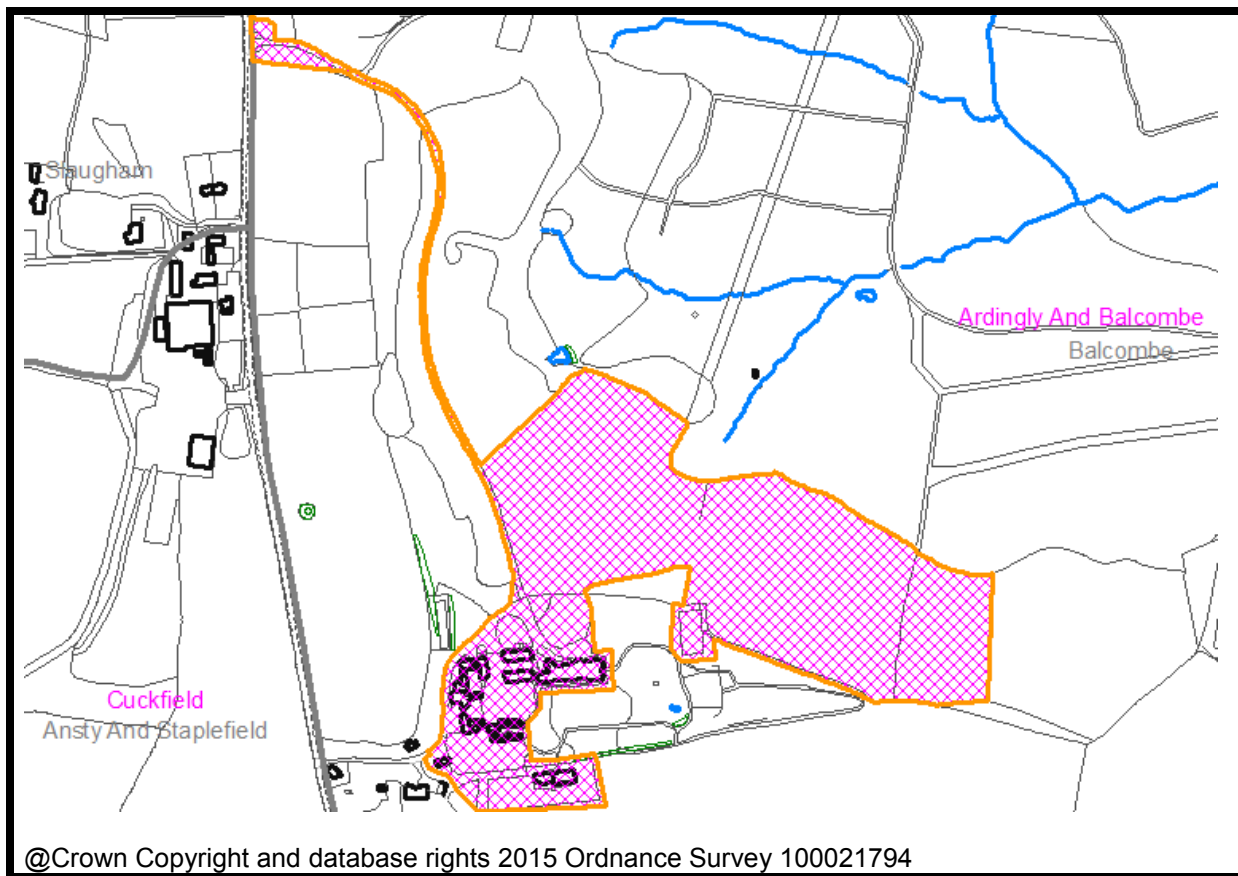 Slaugham
Ardingly And Balcombe
Balcombe
Cuckfield
Ansty And Staplefield
@Crown Copyright and database rights 2015 Ordnance Survey 100021794